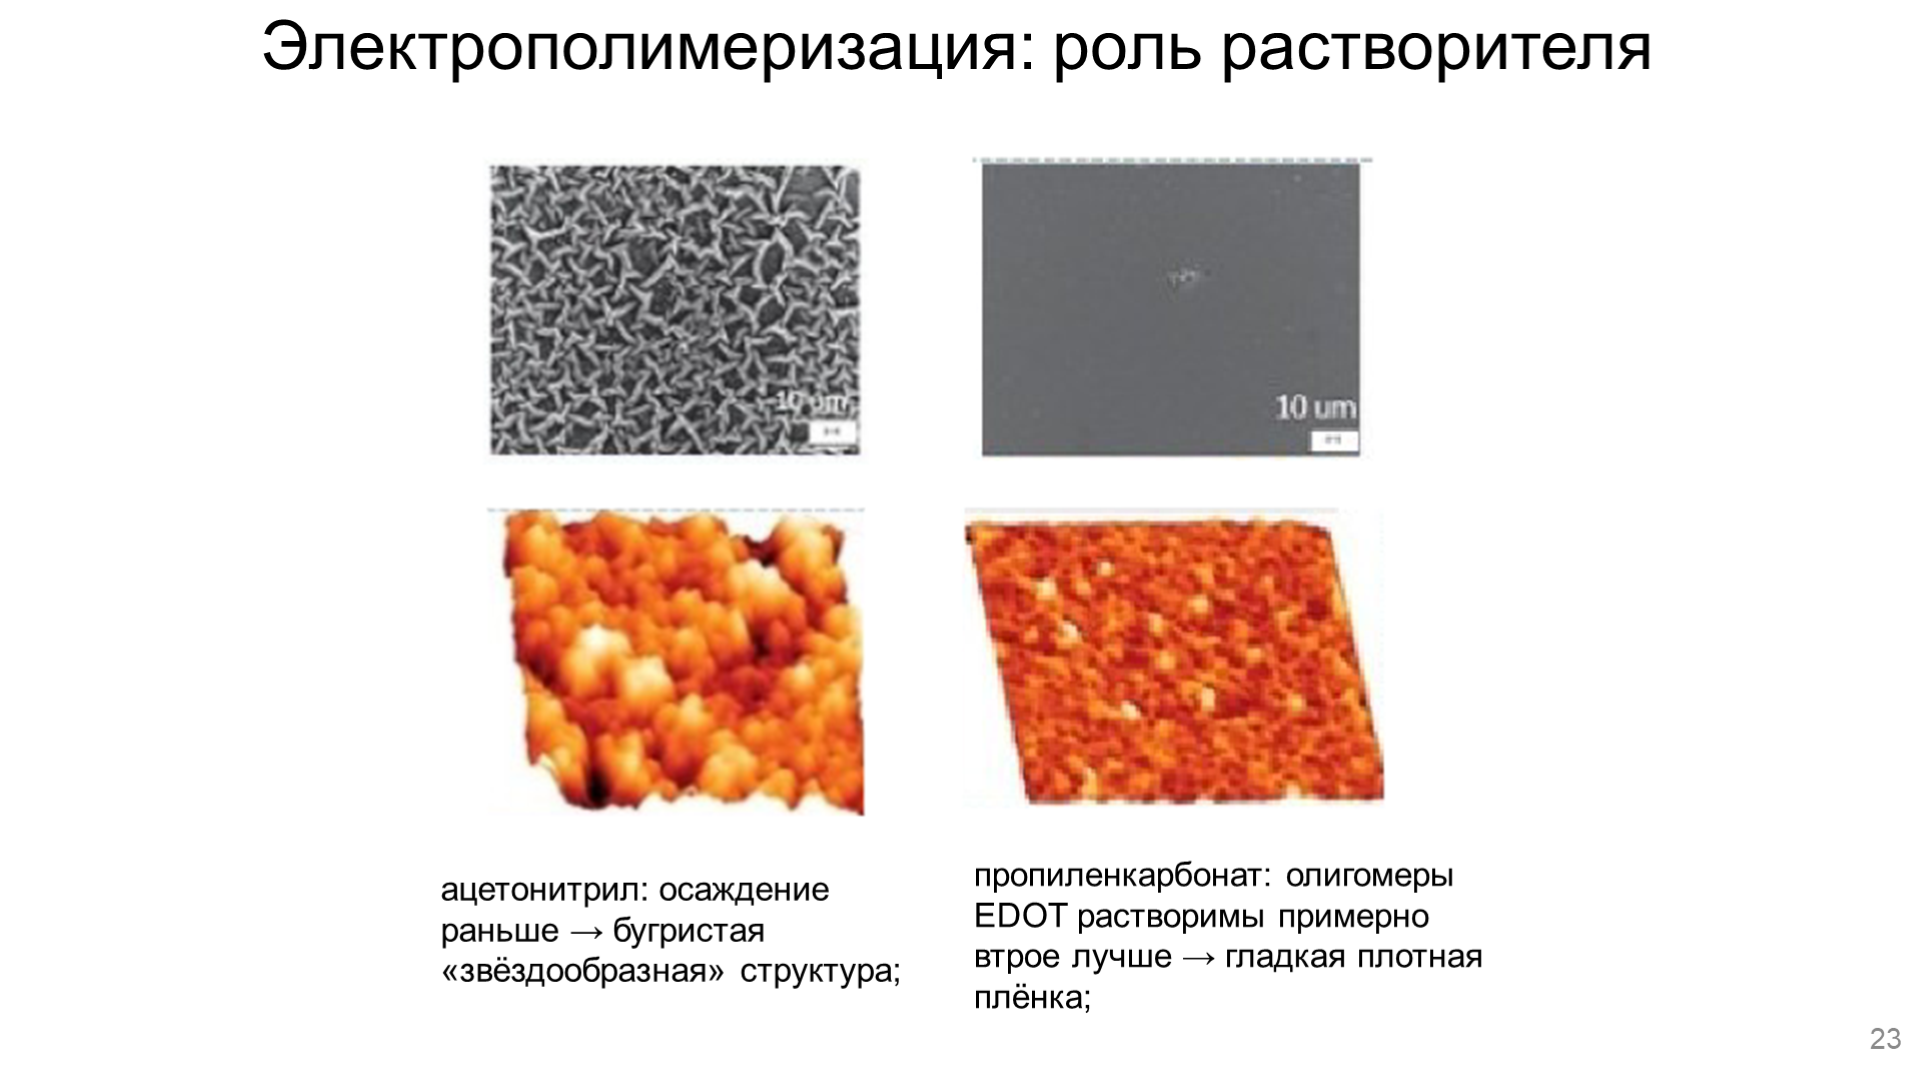 Электрополимеризация: роль растворителя
10 um
10 um
ацетонитрил: осаждение
раньше → бугристая
«звёздообразная» структура;
пропиленкарбонат: олигомеры
EDOT растворимы примерно
втрое лучше → гладкая плотная
плёнка;
23